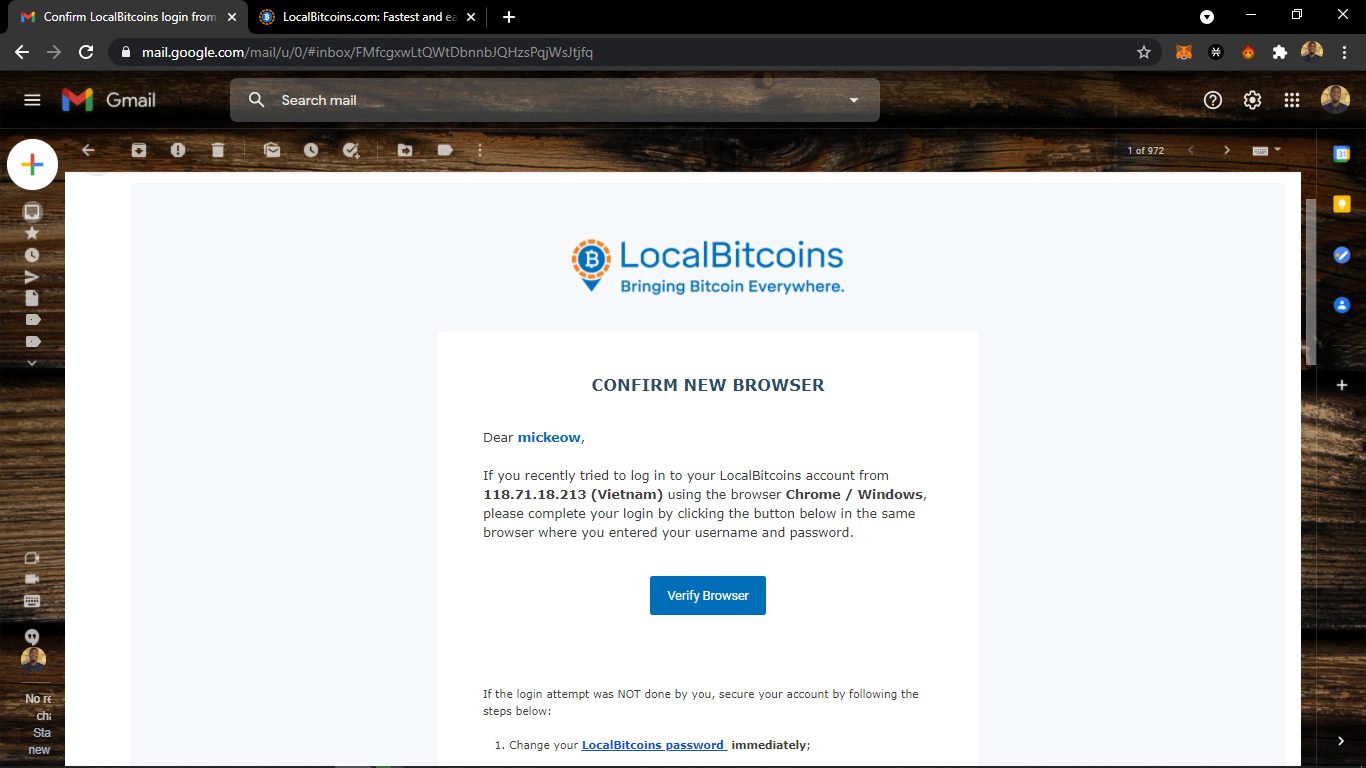 Confirm LocalBitcoins login from
LocalBitcoins.com: Fastest and ea
mail.google.com/mail/u/0/#inbox/FMfcgxwLtQWtDbnnbJQHzsPqjWsJtjfq
Gmail
Search mail
1 of 972
31
LocalBitcoins
Bringing Bitcoin Everywhere.
CONFIRM NEW BROWSER
Dear mickeow,
If you recently tried to log in to your LocalBitcoins account from
118.71.18.213 (Vietnam) using the browser Chrome / Windows,
please complete your login by clicking the button below in the same
browser where you entered your username and password.
Verify Browser
If the login attempt was NOT done by you, secure your account by following the
steps below:
1. Change your LocalBitcoins password immediately;
No re
cha
Sta
new